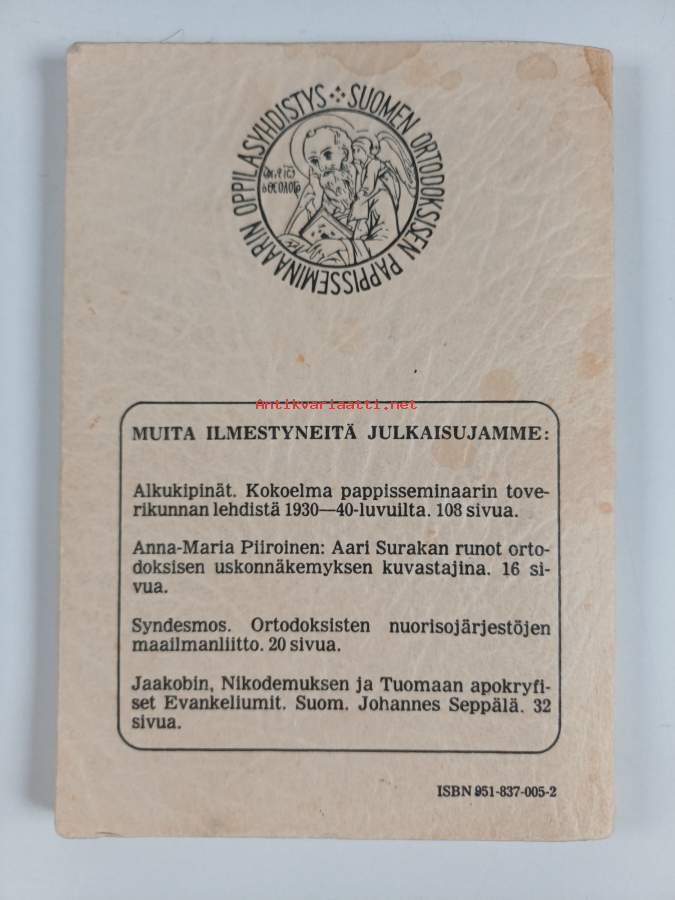 SUOMEN ORTODOKSISEN PAPPISSEMINAARIN OPPILASYHDISTYS
Antikvariaatti.net
MUITA ILMESTYNEITÄ JULKAISUJAMME:
Alkukipinät. Kokoelma pappisseminaarin tove-
rikunnan lehdistä 1930—40-luvuilta. 108 sivua.
Anna-Maria Piiroinen: Aari Surakan runot orto-
doksisen uskonnäkemyksen kuvastajina. 16 si-
vua.
Syndesmos. Ortodoksisten nuorisojärjestöjen
maailmanliitto. 20 sivua.
Jaakobin, Nikodemuksen ja Tuomaan apokryfi-
set Evankeliumit. Suom. Johannes Seppälä. 32
sivua.
ISBN 951-837-005-2